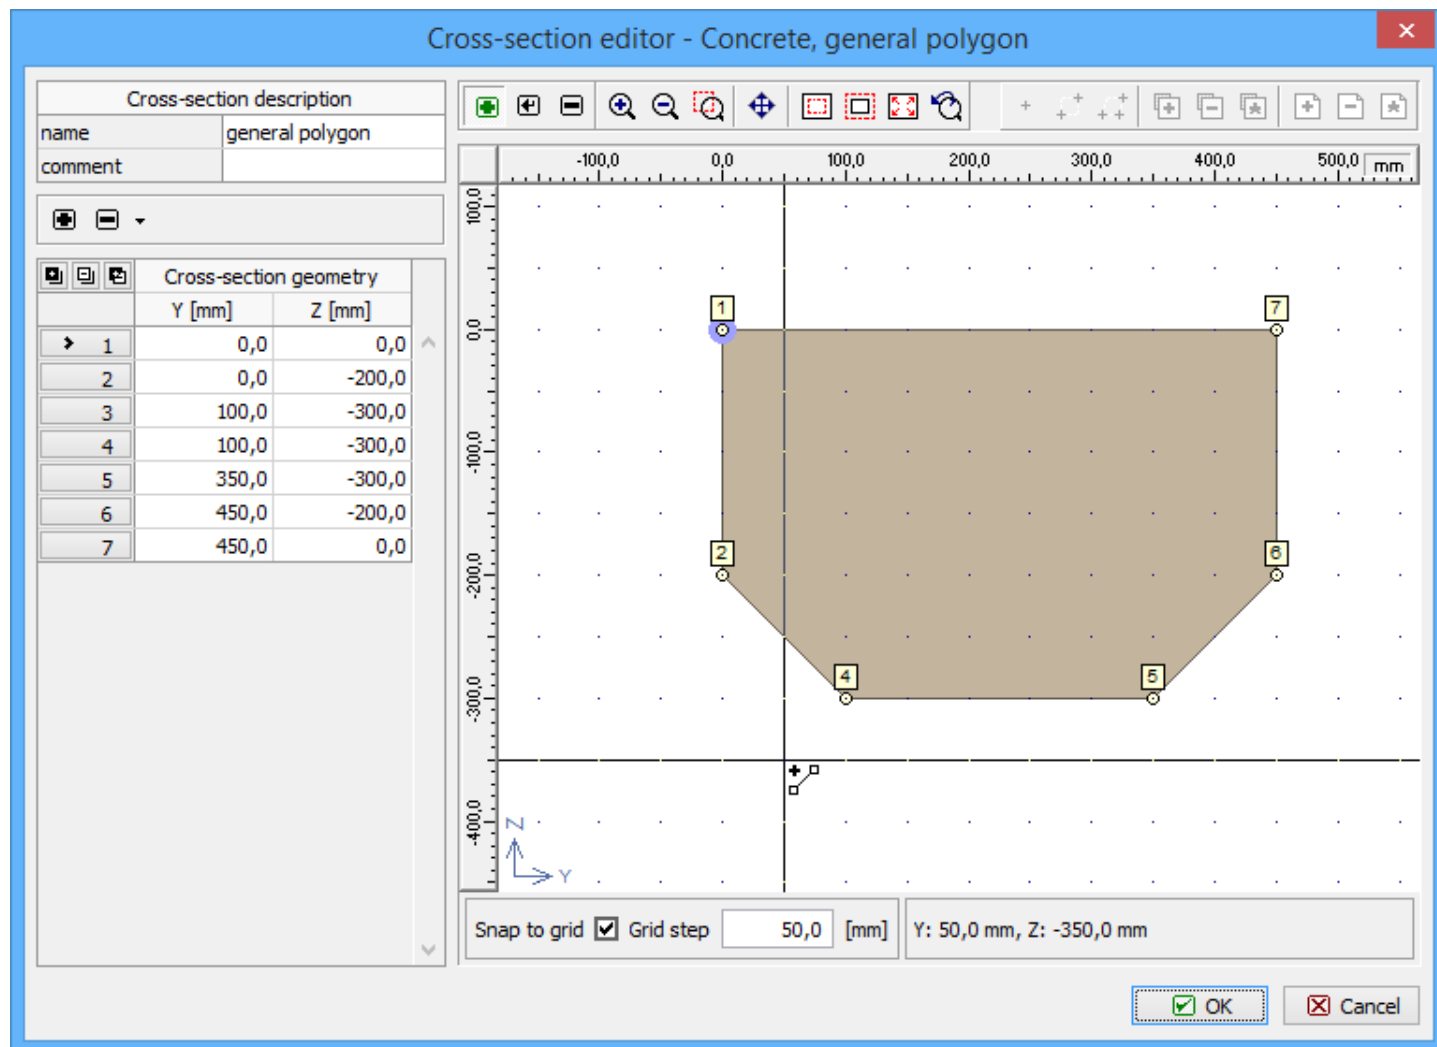 Cross-section editor - Concrete, general polygon
Cross-section description
name general polygon
comment
Cross-section geometry
Y [mm] Z [mm]
1 0,0 0,0
2 0,0 -200,0
3 100,0 -300,0
4 100,0 -300,0
5 350,0 -300,0
6 450,0 -200,0
7 450,0 0,0
-100,0 0,0 100,0 200,0 300,0 400,0 500,0 mm
100,0
0,0
-100,0
-200,0
-300,0
-400,0
1 7
2 6
4 5
Z
Y
Snap to grid Grid step 50,0 [mm] Y: 50,0 mm, Z: -350,0 mm
OK Cancel